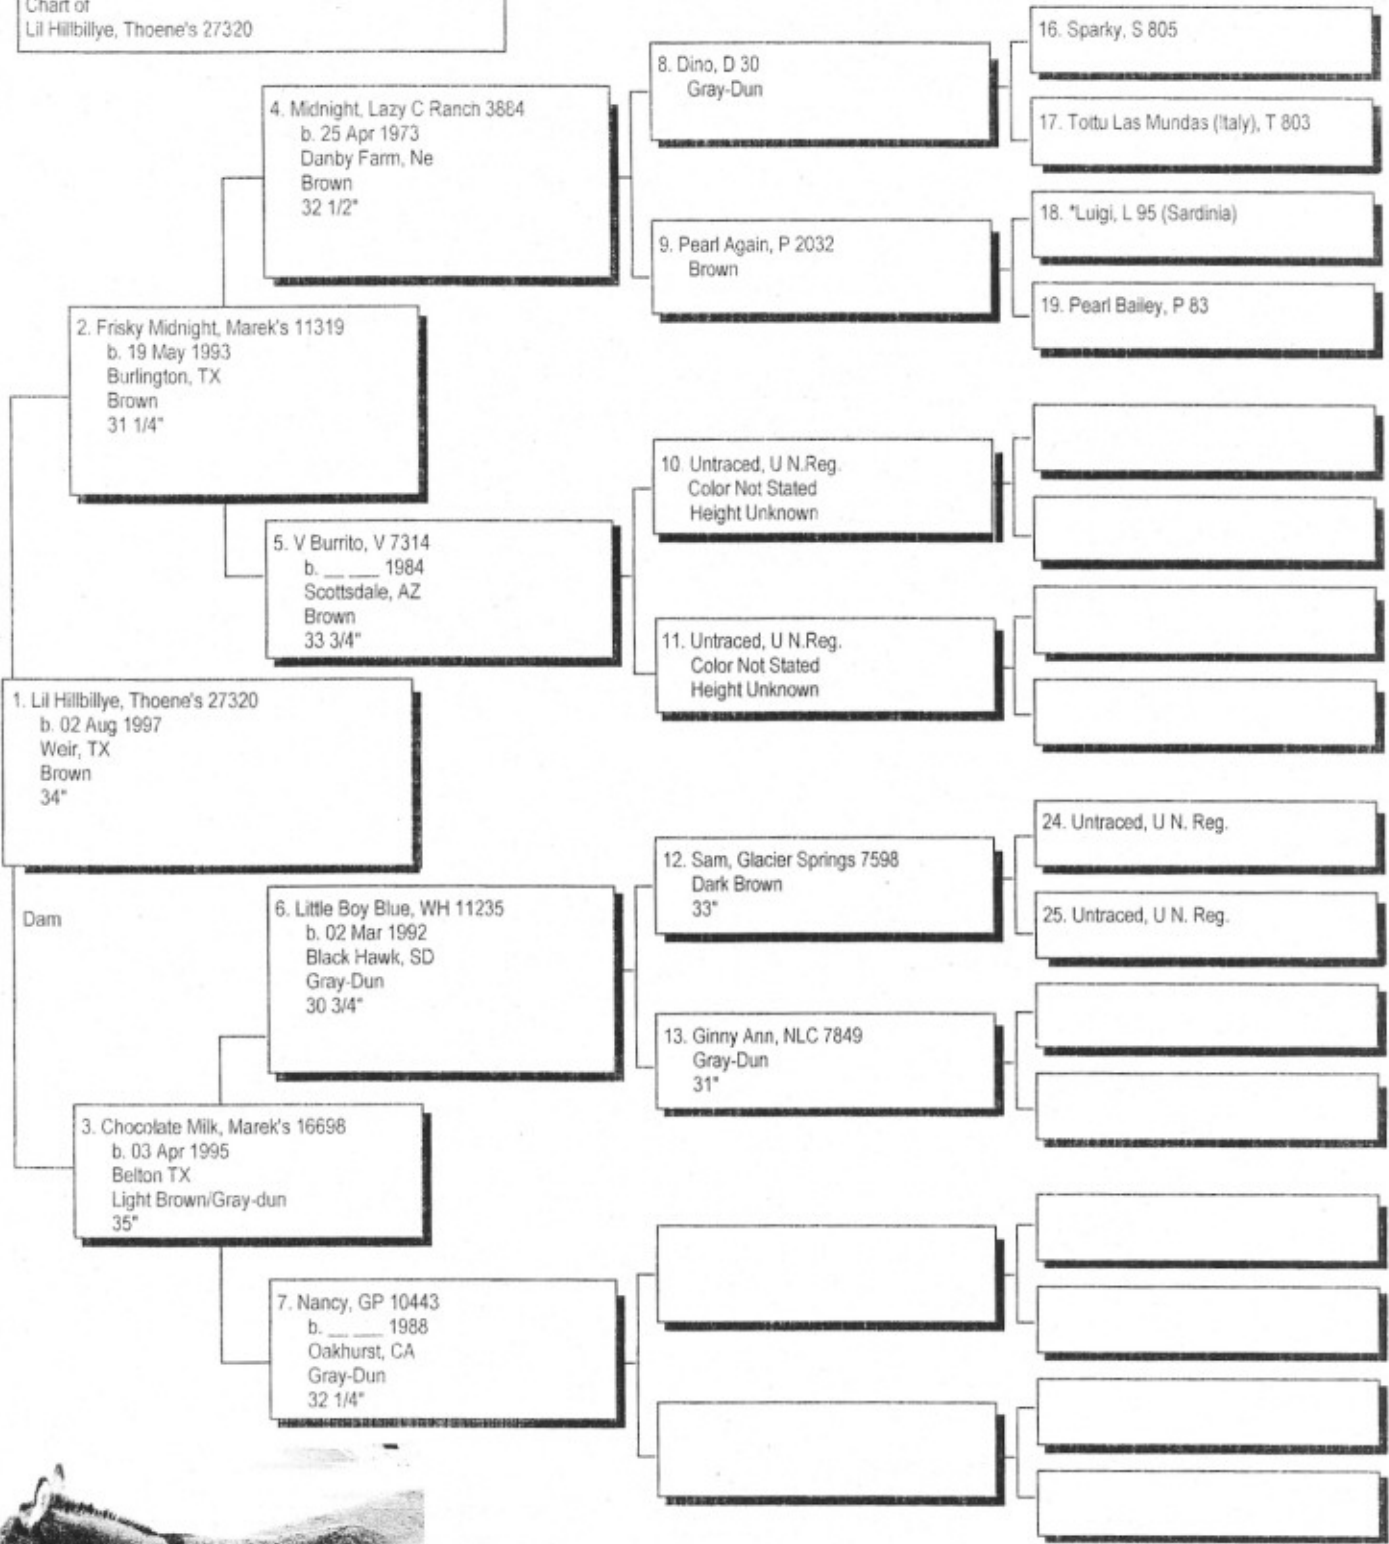 Chart of
Lil Hillbillye, Thoene's 27320
1. Lil Hillbillye, Thoene's 27320
b. 02 Aug 1997
Weir, TX
Brown
34"
Dam
2. Frisky Midnight, Marek's 11319
b. 19 May 1993
Burlington, TX
Brown
31 1/4"
3. Chocolate Milk, Marek's 16698
b. 03 Apr 1995
Belton TX
Light Brown/Gray-dun
35"
4. Midnight, Lazy C Ranch 3884
b. 25 Apr 1973
Danby Farm, Ne
Brown
32 1/2"
5. V Burrito, V 7314
b. __ ___ 1984
Scottsdale, AZ
Brown
33 3/4"
6. Little Boy Blue, WH 11235
b. 02 Mar 1992
Black Hawk, SD
Gray-Dun
30 3/4"
7. Nancy, GP 10443
b. __ ___ 1988
Oakhurst, CA
Gray-Dun
32 1/4"
8. Dino, D 30
Gray-Dun
9. Pearl Again, P 2032
Brown
10. Untraced, U N.Reg.
Color Not Stated
Height Unknown
11. Untraced, U N.Reg.
Color Not Stated
Height Unknown
12. Sam, Glacier Springs 7598
Dark Brown
33"
13. Ginny Ann, NLC 7849
Gray-Dun
31"
16. Sparky, S 805
17. Tottu Las Mundas (Italy), T 803
18. *Luigi, L 95 (Sardinia)
19. Pearl Bailey, P 83
24. Untraced, U N. Reg.
25. Untraced, U N. Reg.